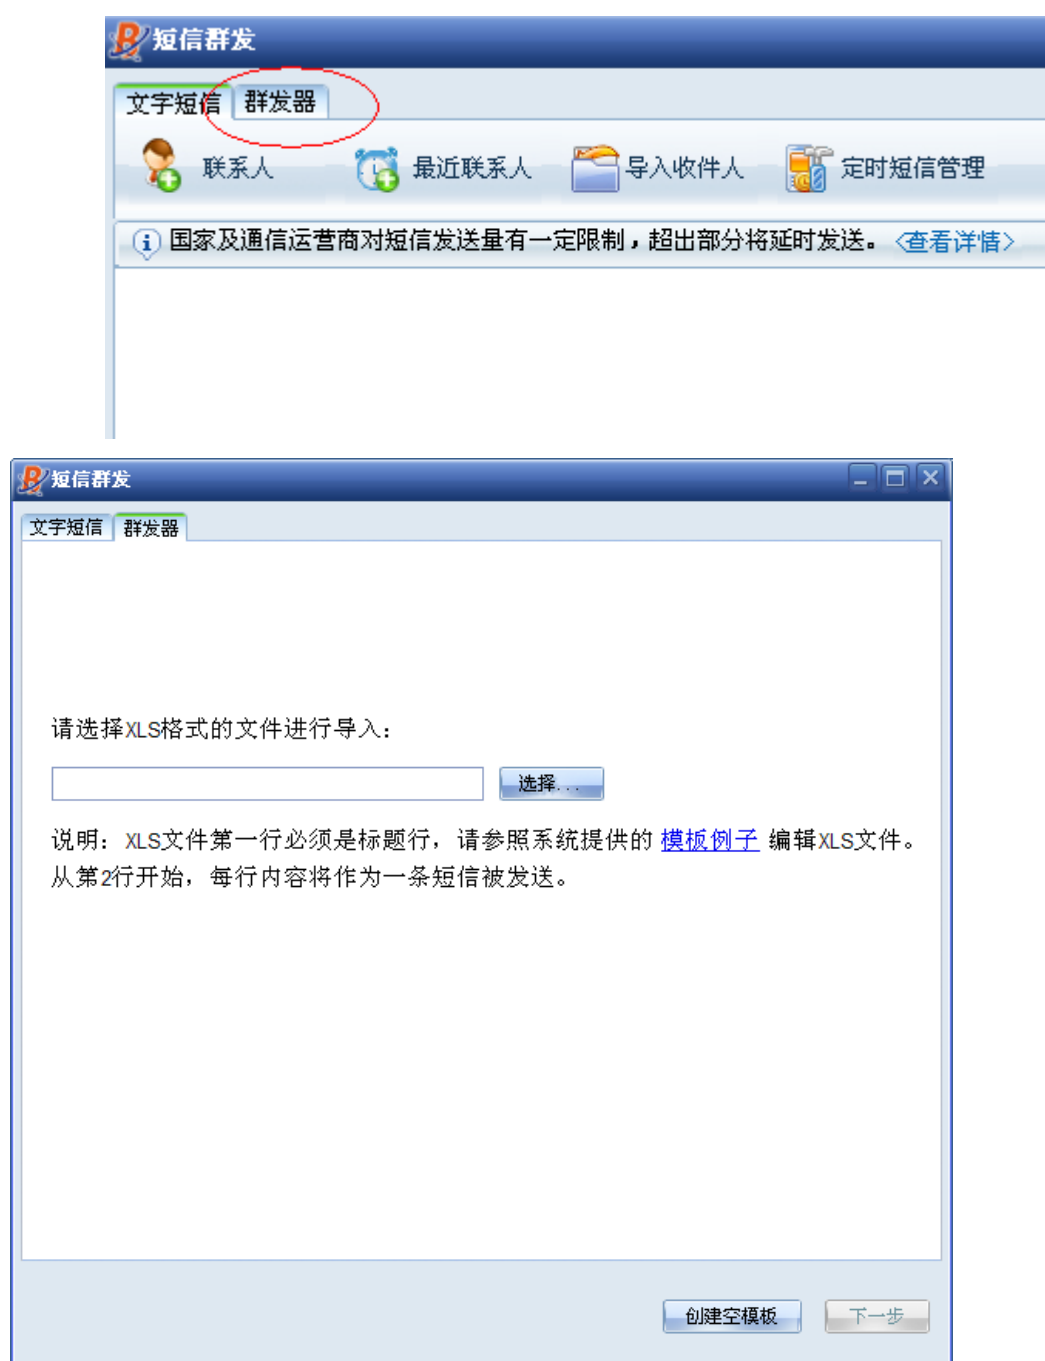 短信群发
文字短信 群发器
联系人 最近联系人 导入收件人 定时短信管理
国家及通信运营商对短信发送量有一定限制，超出部分将延时发送。 <查看详情>
短信群发
文字短信 群发器
请选择XLS格式的文件进行导入：
选择...
说明：XLS文件第一行必须是标题行，请参照系统提供的 模板例子 编辑XLS文件。
从第2行开始，每行内容将作为一条短信被发送。
创建空模板 下一步